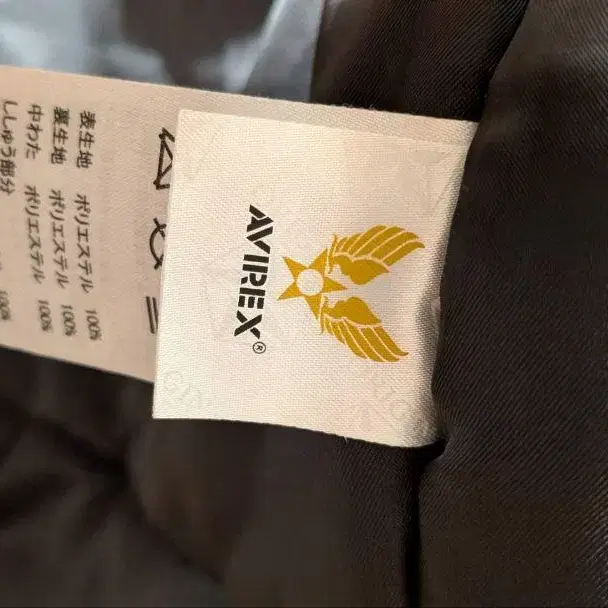 AVIREX®
表生地 ポリエステル 100%
裏生地 ポリエステル 100%
中わた ポリエステル 100%
ししゅう部分